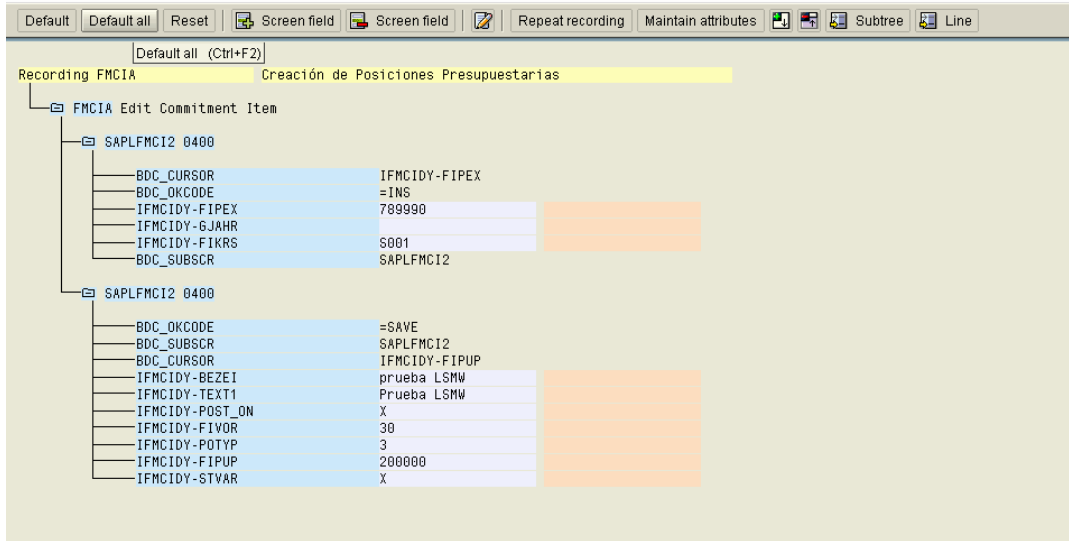 Default Default all Reset Screen field Screen field Repeat recording Maintain attributes Subtree Line
Default all (Ctrl+F2)
Recording FMCIA Creación de Posiciones Presupuestarias
FMCIA Edit Commitment Item
SAPLFMCI2 0400
BDC_CURSOR IFMCIDY-FIPEX
BDC_OKCODE =INS
IFMCIDY-FIPEX 789990
IFMCIDY-GJAHR
IFMCIDY-FIKRS S001
BDC_SUBSCR SAPLFMCI2
SAPLFMCI2 0400
BDC_OKCODE =SAVE
BDC_SUBSCR SAPLFMCI2
BDC_CURSOR IFMCIDY-FIPUP
IFMCIDY-BEZEI prueba LSMW
IFMCIDY-TEXT1 Prueba LSMW
IFMCIDY-POST_ON X
IFMCIDY-FIVOR 30
IFMCIDY-POTYP 3
IFMCIDY-FIPUP 200000
IFMCIDY-STVAR X